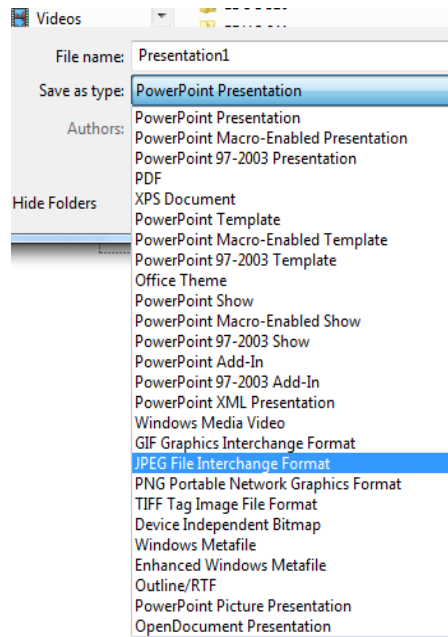 Videos
File name: Presentation1
Save as type: PowerPoint Presentation
Authors:
PowerPoint Presentation
PowerPoint Macro-Enabled Presentation
PowerPoint 97-2003 Presentation
PDF
XPS Document
Hide Folders
PowerPoint Template
PowerPoint Macro-Enabled Template
PowerPoint 97-2003 Template
Office Theme
PowerPoint Show
PowerPoint Macro-Enabled Show
PowerPoint 97-2003 Show
PowerPoint Add-In
PowerPoint 97-2003 Add-In
PowerPoint XML Presentation
Windows Media Video
GIF Graphics Interchange Format
JPEG File Interchange Format
PNG Portable Network Graphics Format
TIFF Tag Image File Format
Device Independent Bitmap
Windows Metafile
Enhanced Windows Metafile
Outline/RTF
PowerPoint Picture Presentation
OpenDocument Presentation